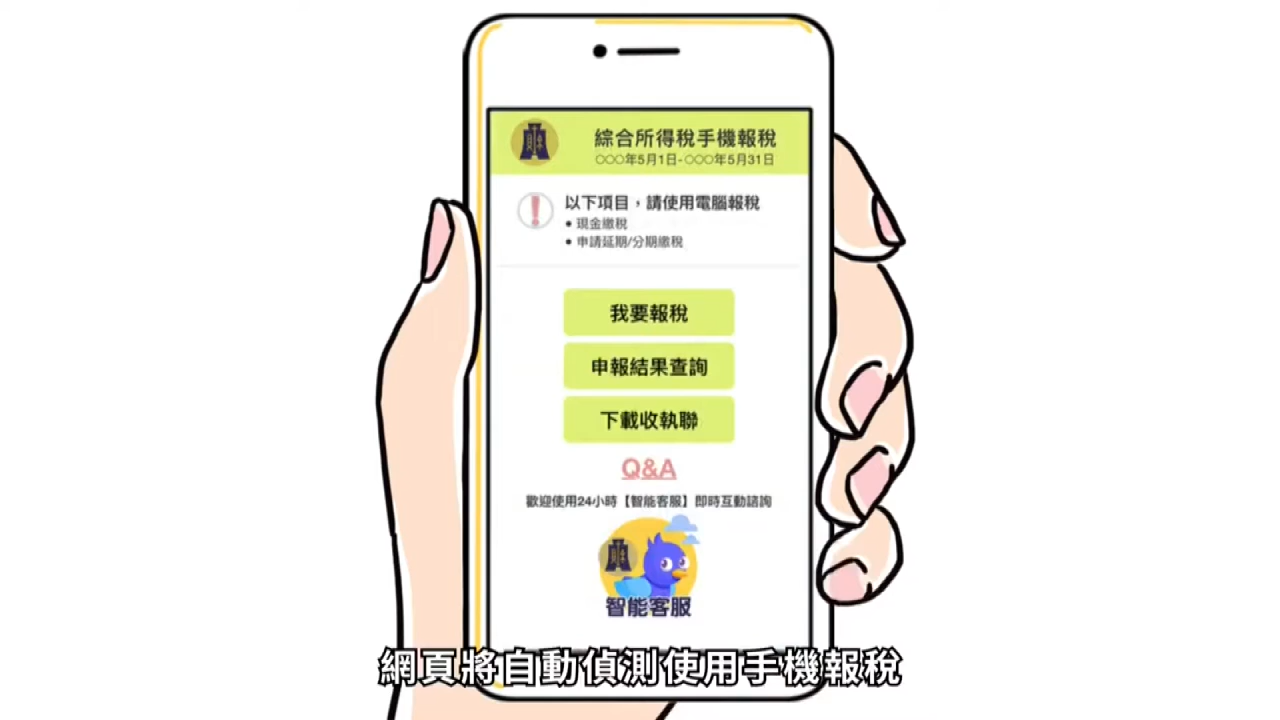 綜合所得稅手機報稅
○○○年5月1日-○○○年5月31日
以下項目，請使用電腦報稅
• 現金繳稅
• 申請延期/分期繳稅
我要報稅
申報結果查詢
下載收執聯
Q&A
歡迎使用24小時【智能客服】即時互動諮詢
智能客服
網頁將自動偵測使用手機報稅